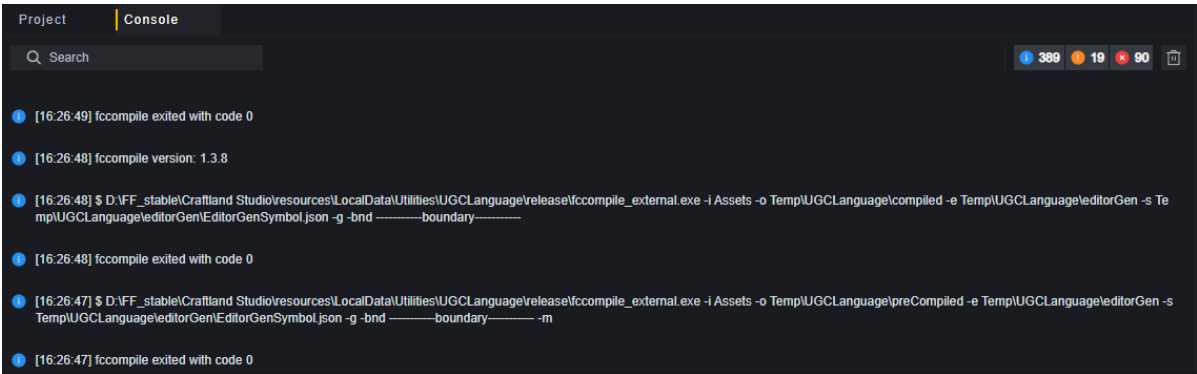 Project Console
Search 389 19 90
[16:26:49] fccompile exited with code 0
[16:26:48] fccompile version: 1.3.8
[16:26:48] $ D:\FF_stable\Craftland Studio\resources\LocalData\Utilities\UGCLanguage\release\fccompile_external.exe -i Assets -o Temp\UGCLanguage\compiled -e Temp\UGCLanguage\editorGen -s Te
mp\UGCLanguage\editorGen\EditorGenSymbol.json -g -bnd -----------boundary-----------
[16:26:48] fccompile exited with code 0
[16:26:47] $ D:\FF_stable\Craftland Studio\resources\LocalData\Utilities\UGCLanguage\release\fccompile_external.exe -i Assets -o Temp\UGCLanguage\preCompiled -e Temp\UGCLanguage\editorGen -s
Temp\UGCLanguage\editorGen\EditorGenSymbol.json -g -bnd -----------boundary----------- -m
[16:26:47] fccompile exited with code 0